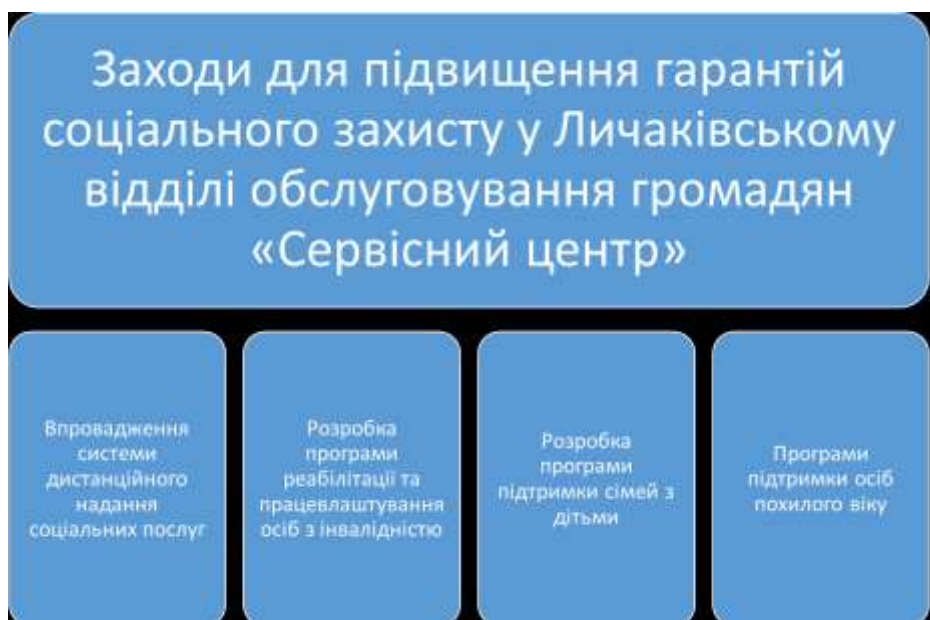 Заходи для підвищення гарантій
соціального захисту у Личаківському
відділі обслуговування громадян
«Сервісний центр»
Впровадження
системи
дистанційного
надання
соціальних послуг
Розробка
програми
реабілітації та
працевлаштування
осіб з інвалідністю
Розробка
програми
підтримки сімей з
дітьми
Програми
підтримки осіб
похилого віку